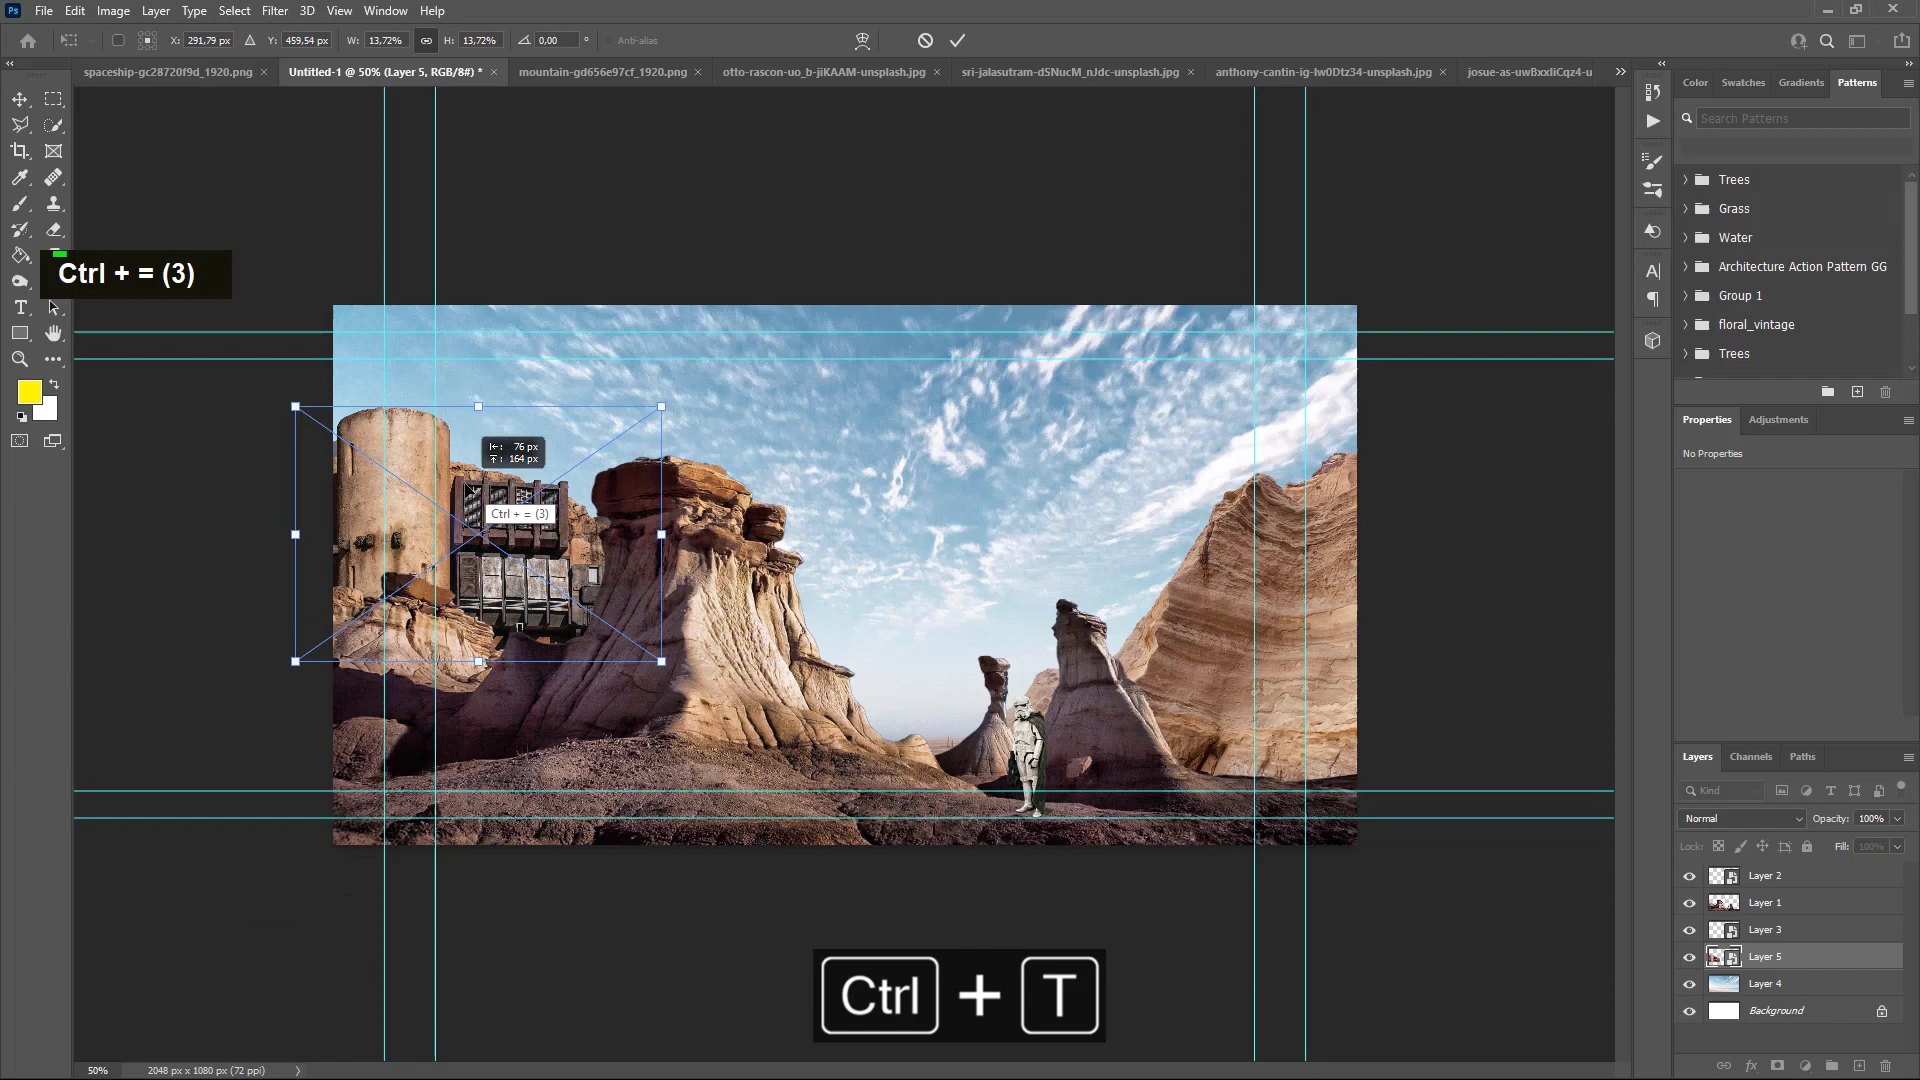 Ps File Edit Image Layer Type Select Filter 3D View Window Help
X: 291,79 px Y: 459,54 px W: 13,72% H: 13,72% 0,00 ° Anti-alias
spaceship-gc28720f9d_1920.png × Untitled-1 @ 50% (Layer 5, RGB/8#) * × mountain-gd656e97cf_1920.png × otto-rascon-uo_b-jiKAAM-unsplash.jpg × sri-jalasutram-dSNucM_nJdc-unsplash.jpg × anthony-cantin-ig-Iw0Dtz34-unsplash.jpg × josue-as-uwBxxliCqz4-u
Color Swatches Gradients Patterns
Search Patterns
Trees
Grass
Water
Architecture Action Pattern GG
Group 1
floral_vintage
Trees
Ctrl + = (3)
76 px
164 px
Ctrl + = (3)
Properties Adjustments
No Properties
Layers Channels Paths
Kind
Normal Opacity: 100%
Lock: Fill: 100%
Layer 2
Layer 1
Layer 3
Layer 5
Layer 4
Background
Ctrl + T
50% 2048 px x 1080 px (72 ppi)